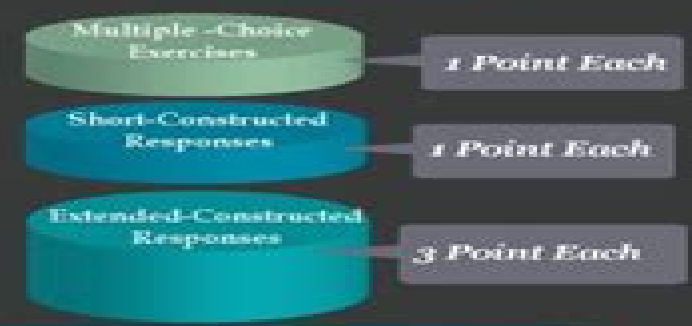 Multiple -Choice
Exercises
1 Point Each
Short-Constructed
Responses
1 Point Each
Extended-Constructed
Responses
3 Point Each